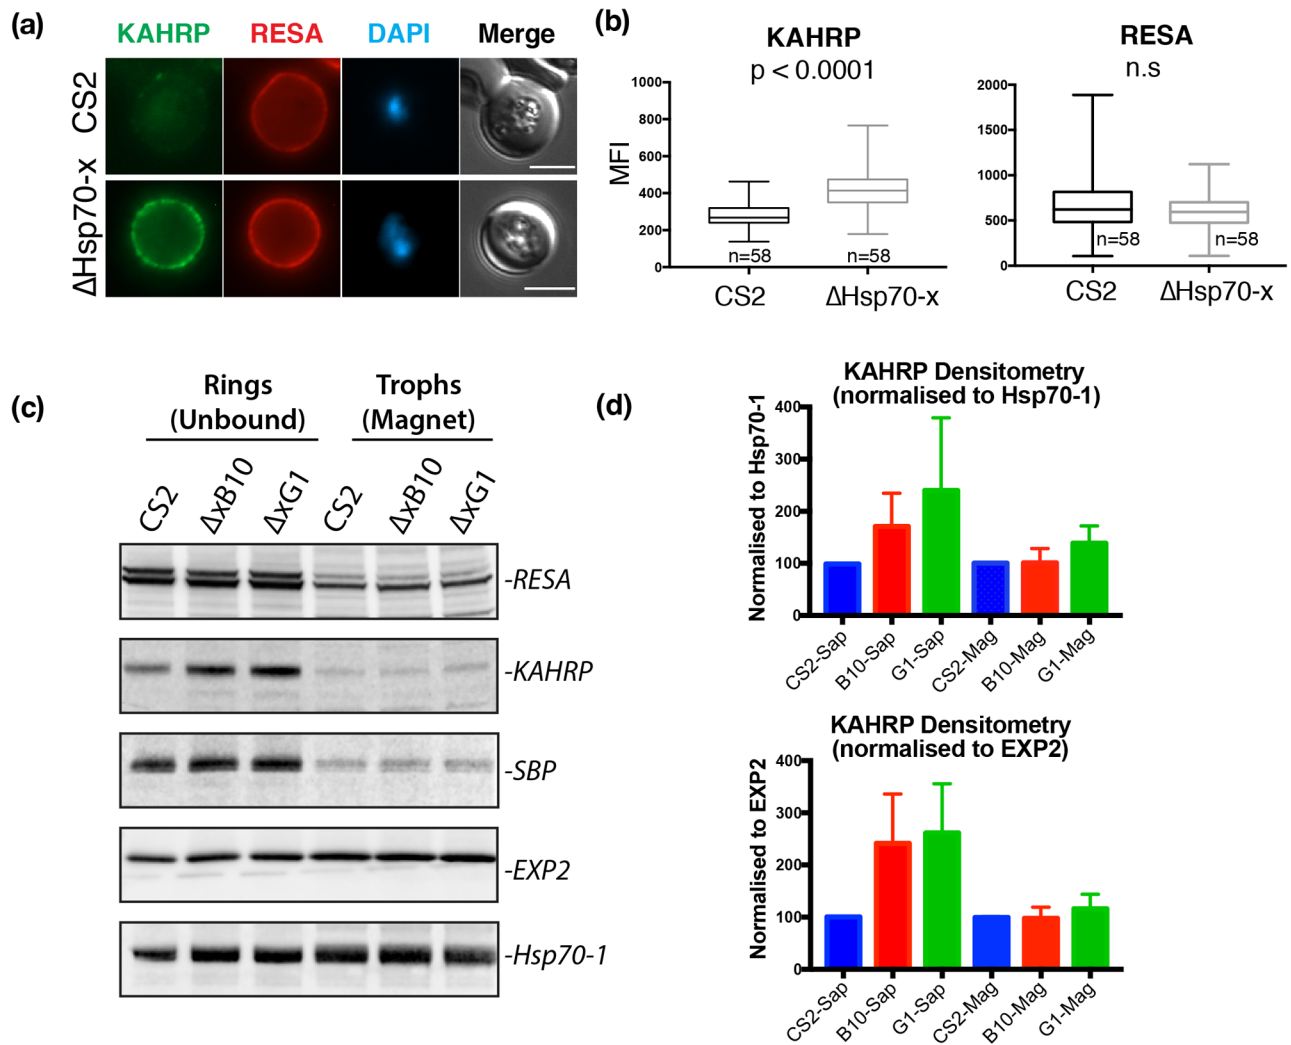 (a)
KAHRP RESA DAPI Merge
CS2
ΔHsp70-x
(b)
KAHRP
p < 0.0001
MFI
1000
800
600
400
200
0
n=58 n=58
CS2 ΔHsp70-x
RESA
n.s
2000
1500
1000
500
0
n=58 n=58
CS2 ΔHsp70-x
(c)
Rings
(Unbound)
Trophs
(Magnet)
CS2 ΔxB10 ΔxG1 CS2 ΔxB10 ΔxG1
-RESA
-KAHRP
-SBP
-EXP2
-Hsp70-1
(d)
KAHRP Densitometry
(normalised to Hsp70-1)
Normalised to Hsp70-1
400
300
200
100
0
CS2-Sap B10-Sap G1-Sap CS2-Mag B10-Mag G1-Mag
KAHRP Densitometry
(normalised to EXP2)
Normalised to EXP2
400
300
200
100
0
CS2-Sap B10-Sap G1-Sap CS2-Mag B10-Mag G1-Mag